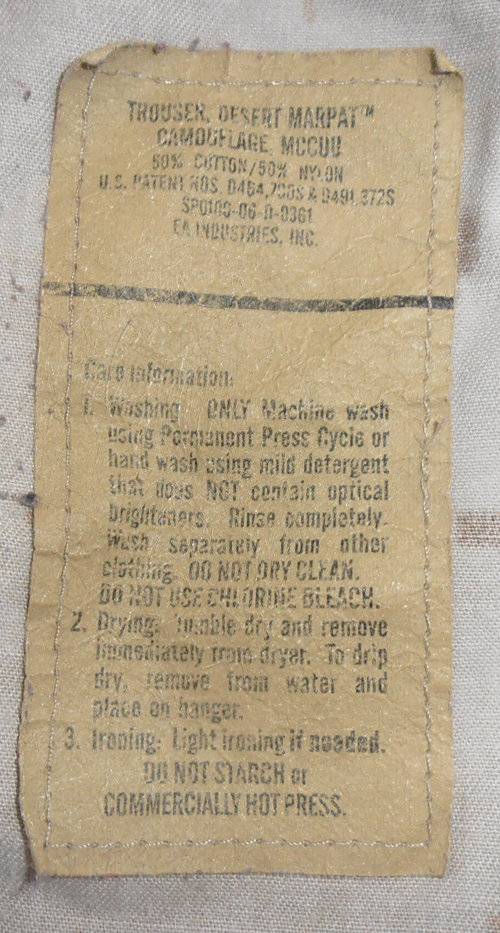 TROUSER, DESERT MARPAT™
CAMOUFLAGE, MCCUU
50% COTTON/50% NYLON
U.S. PATENT NOS. D464,798S & D491,372S
SP0100-06-D-0361
EA INDUSTRIES, INC.
Care information:
1. Washing ONLY Machine wash
using Permanent Press Cycle or
hand wash using mild detergent
that does NOT contain optical
brighteners. Rinse completely.
Wash separately from other
clothing. DO NOT DRY CLEAN.
DO NOT USE CHLORINE BLEACH.
2. Drying: Tumble dry and remove
immediately from dryer. To drip
dry, remove from water and
place on hanger.
3. Ironing: Light ironing if needed.
DO NOT STARCH or
COMMERCIALLY HOT PRESS.